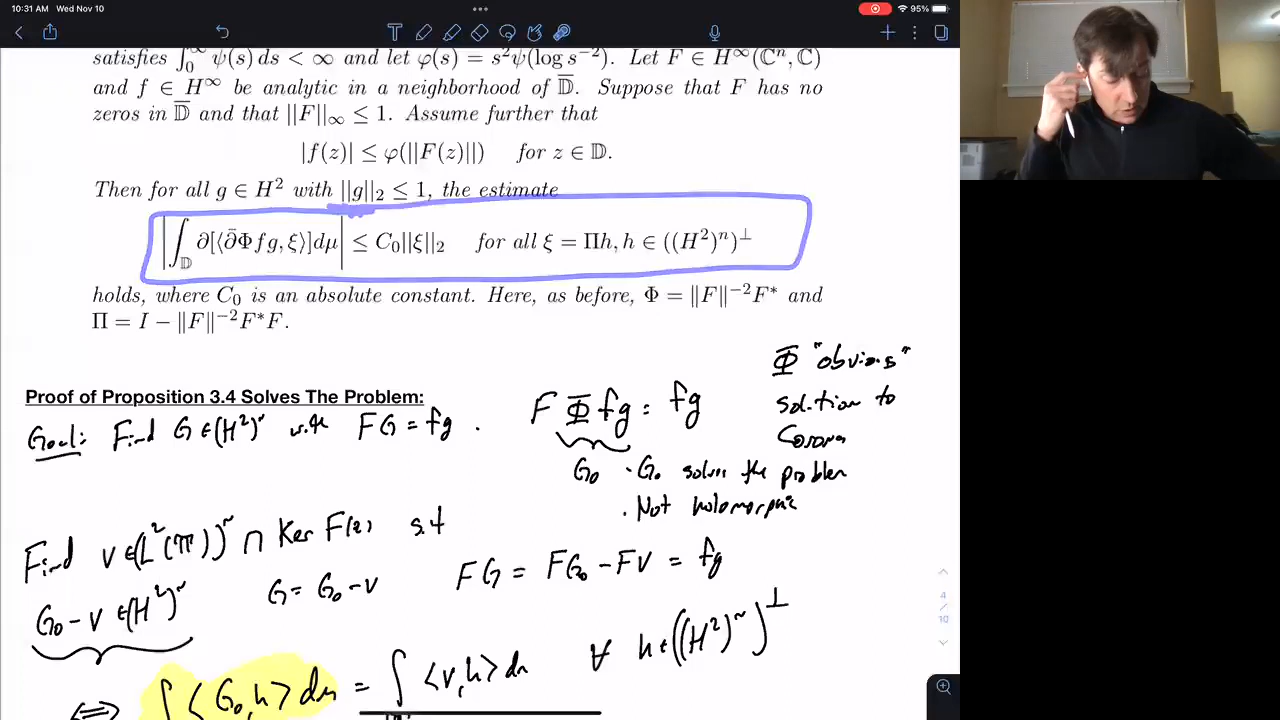 10:31 AM Wed Nov 10
95%
satisfies ∫₀^∞ ψ(s) ds < ∞ and let φ(s) = s²ψ(log s⁻²). Let F ∈ H^∞(ℂⁿ, ℂ)
and f ∈ H^∞ be analytic in a neighborhood of 𝔻̅. Suppose that F has no
zeros in 𝔻̅ and that ||F||_∞ ≤ 1. Assume further that
|f(z)| ≤ φ(||F(z)||) for z ∈ 𝔻.
Then for all g ∈ H² with ||g||₂ ≤ 1, the estimate
|∫_𝔻 ∂[⟨∂̄Φfg, ξ⟩]dμ| ≤ C₀||ξ||₂ for all ξ = Πh, h ∈ ((H²)ⁿ)^⊥
holds, where C₀ is an absolute constant. Here, as before, Φ = ‖F‖⁻²F* and
Π = I − ‖F‖⁻²F*F.
Φ "obvious"
solution to
Corona
Proof of Proposition 3.4 Solves The Problem:
Goal: Find G ∈ (H²)ⁿ with FG = fg.
F Φ fg = fg
G₀ · G₀ solves the problem
· Not holomorphic
Find v ∈ (L²(𝕋))ⁿ ∩ Ker F(z) s.t
G₀ − v ∈ (H²)ⁿ G = G₀ − v FG = FG₀ − FV = fg
⟺ ∫ ⟨G₀, h⟩ dm = ∫ ⟨v, h⟩ dm ∀ h ∈ ((H²)ⁿ)^⊥
4
/
10